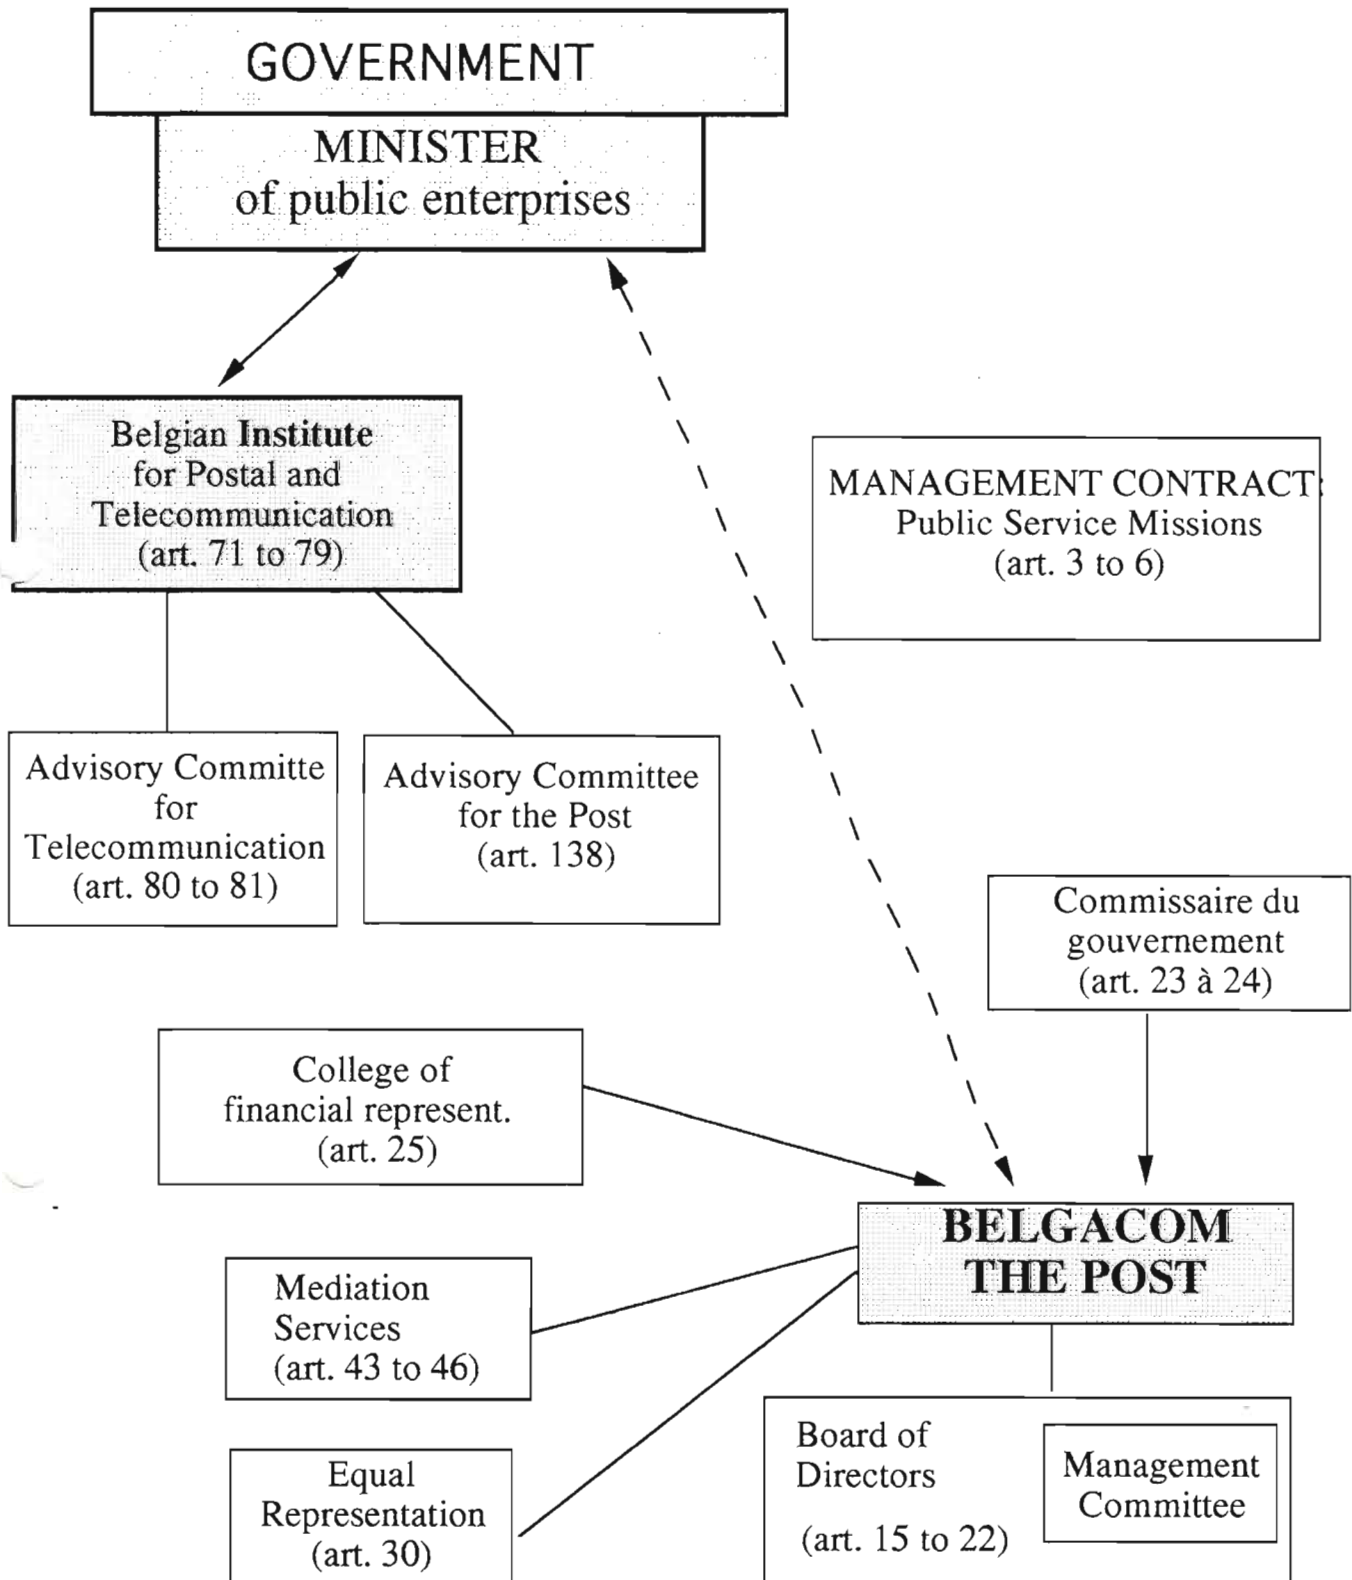 GOVERNMENT
MINISTER
of public enterprises
Belgian Institute
for Postal and
Telecommunication
(art. 71 to 79)
MANAGEMENT CONTRACT:
Public Service Missions
(art. 3 to 6)
Advisory Committe
for
Telecommunication
(art. 80 to 81)
Advisory Committee
for the Post
(art. 138)
Commissaire du
gouvernement
(art. 23 à 24)
College of
financial represent.
(art. 25)
BELGACOM
THE POST
Mediation
Services
(art. 43 to 46)
Equal
Representation
(art. 30)
Board of
Directors
(art. 15 to 22)
Management
Committee